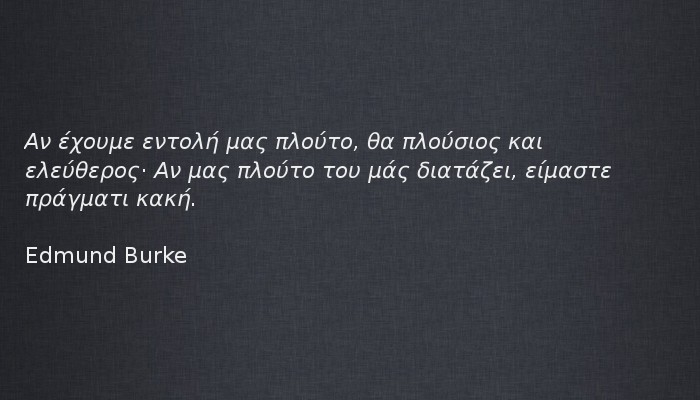 Αν έχουμε εντολή μας πλούτο, θα πλούσιος και
ελεύθερος· Αν μας πλούτο του μάς διατάζει, είμαστε
πράγματι κακή.
Edmund Burke